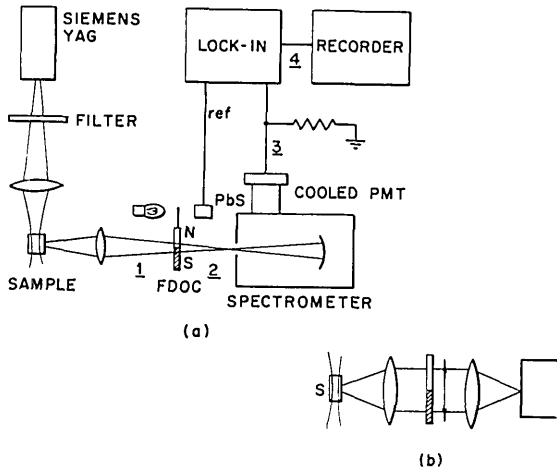 SIEMENS
YAG
FILTER
LOCK-IN
4
RECORDER
ref
3
PbS
COOLED PMT
N
S
1
2
SAMPLE
FDOC
SPECTROMETER
(a)
S
(b)